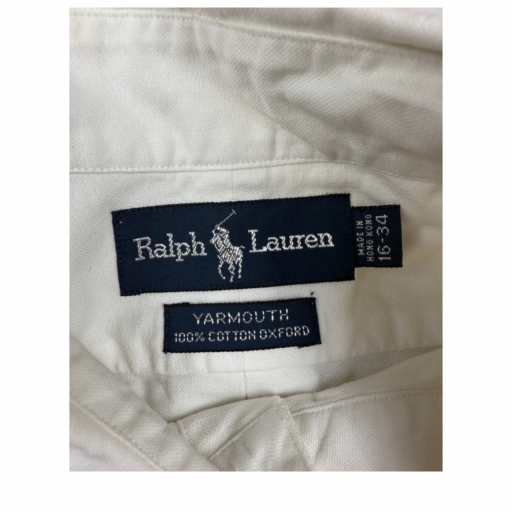 Ralph Lauren
MADE IN
HONG KONG
16-34
YARMOUTH
100% COTTON OXFORD